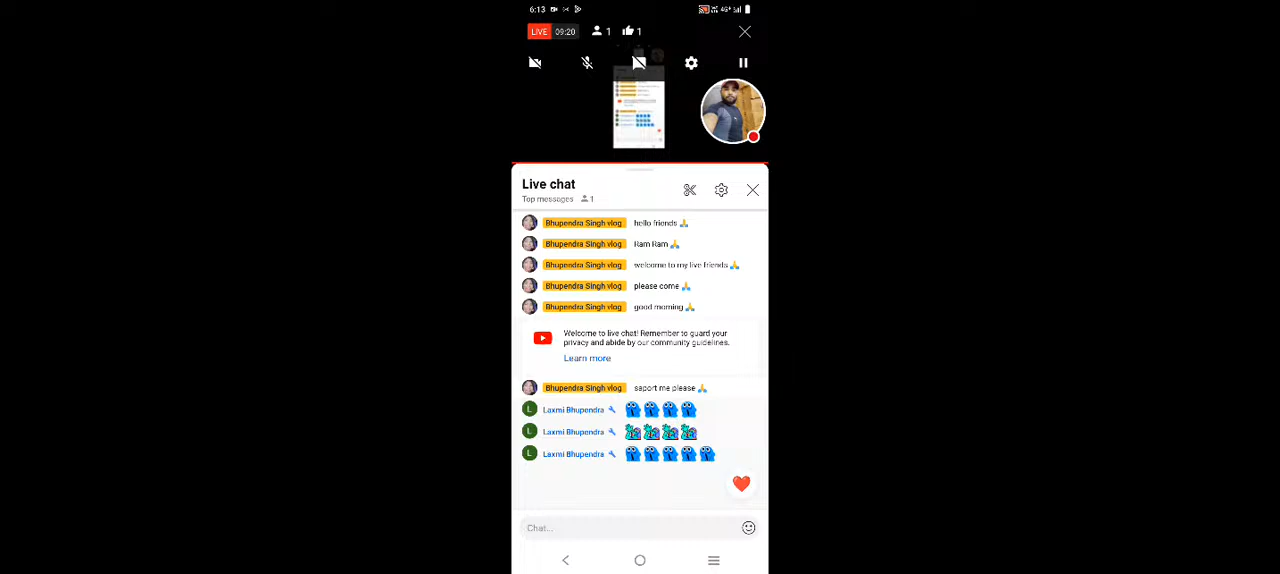 6:13 4G+
LIVE 09:20 1 1
Live chat
Top messages 1
Bhupendra Singh vlog hello friends 🙏
Bhupendra Singh vlog Ram Ram 🙏
Bhupendra Singh vlog welcome to my live friends 🙏
Bhupendra Singh vlog please come 🙏
Bhupendra Singh vlog good morning 🙏
Welcome to live chat! Remember to guard your
privacy and abide by our community guidelines.
Learn more
Bhupendra Singh vlog saport me please 🙏
L Laxmi Bhupendra
L Laxmi Bhupendra
L Laxmi Bhupendra
Chat...